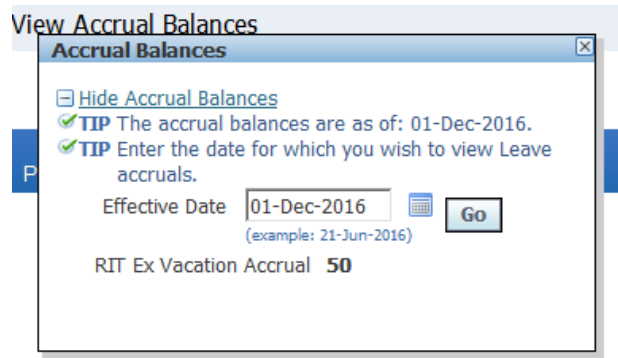 View Accrual Balances
Accrual Balances
Hide Accrual Balances
TIP The accrual balances are as of: 01-Dec-2016.
TIP Enter the date for which you wish to view Leave
accruals.
P
Effective Date 01-Dec-2016 Go
(example: 21-Jun-2016)
RIT Ex Vacation Accrual 50